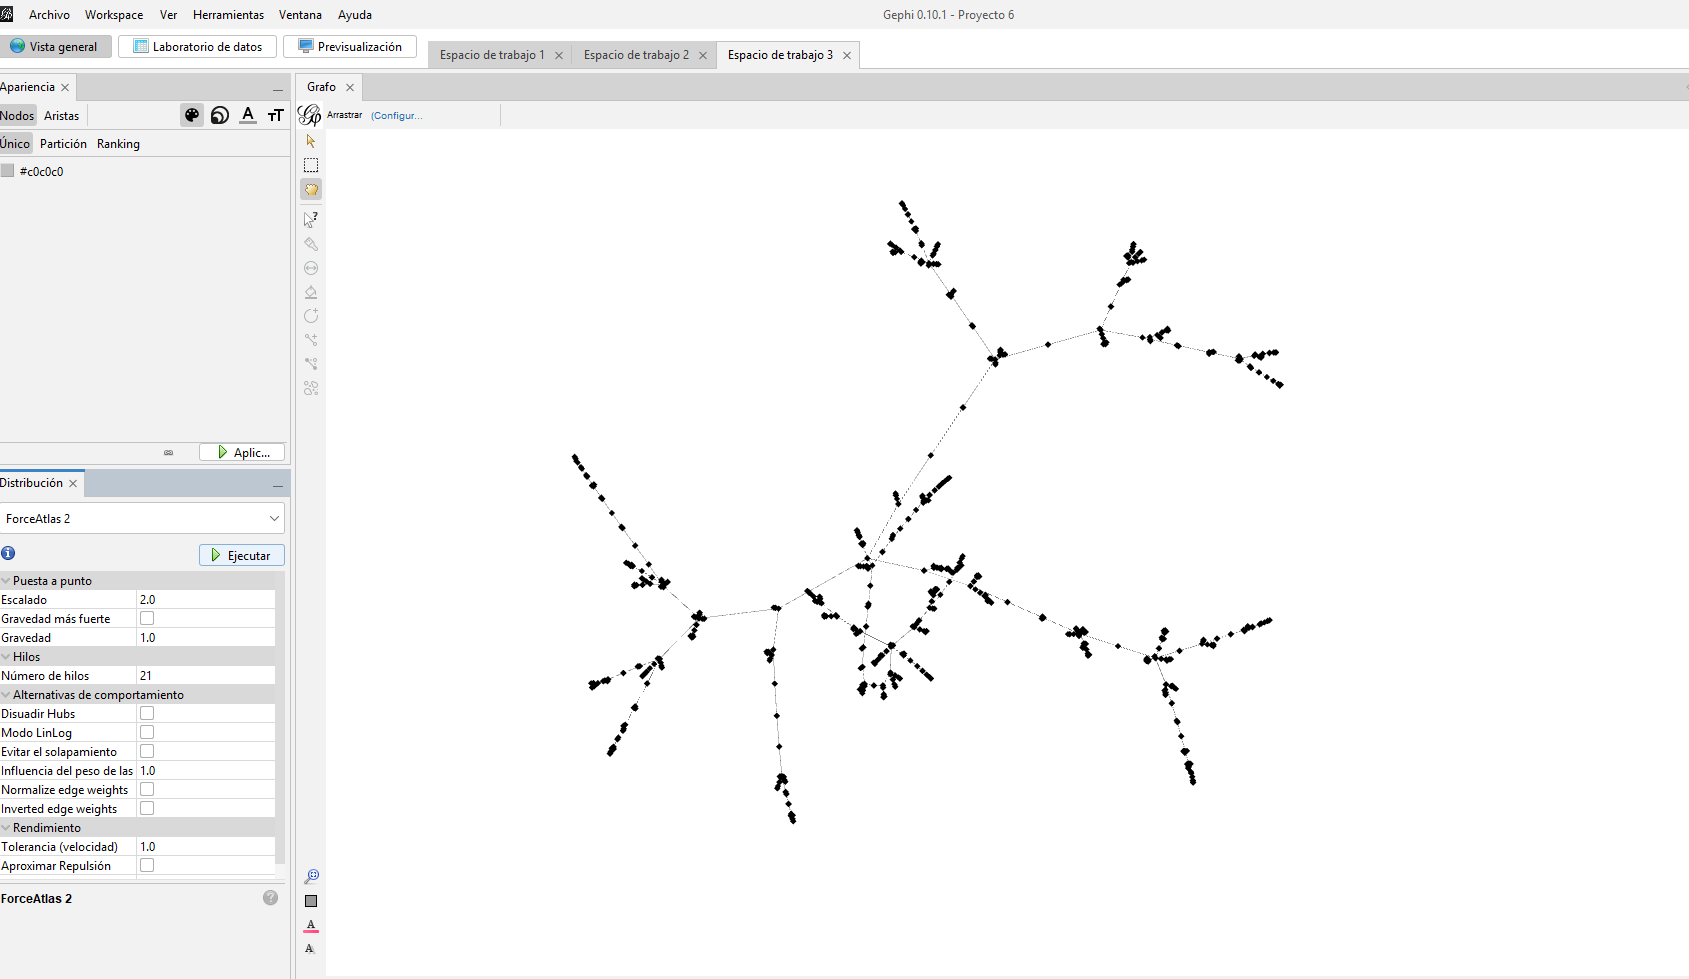 Archivo Workspace Ver Herramientas Ventana Ayuda
Gephi 0.10.1 - Proyecto 6
Vista general Laboratorio de datos Previsualización
Espacio de trabajo 1 Espacio de trabajo 2 Espacio de trabajo 3
Apariencia
Nodos Aristas
Único Partición Ranking
#c0c0c0
Aplic...
Distribución
ForceAtlas 2
Ejecutar
Puesta a punto
Escalado 2.0
Gravedad más fuerte
Gravedad 1.0
Hilos
Número de hilos 21
Alternativas de comportamiento
Disuadir Hubs
Modo LinLog
Evitar el solapamiento
Influencia del peso de las 1.0
Normalize edge weights
Inverted edge weights
Rendimiento
Tolerancia (velocidad) 1.0
Aproximar Repulsión
ForceAtlas 2
Grafo
Arrastrar (Configur...